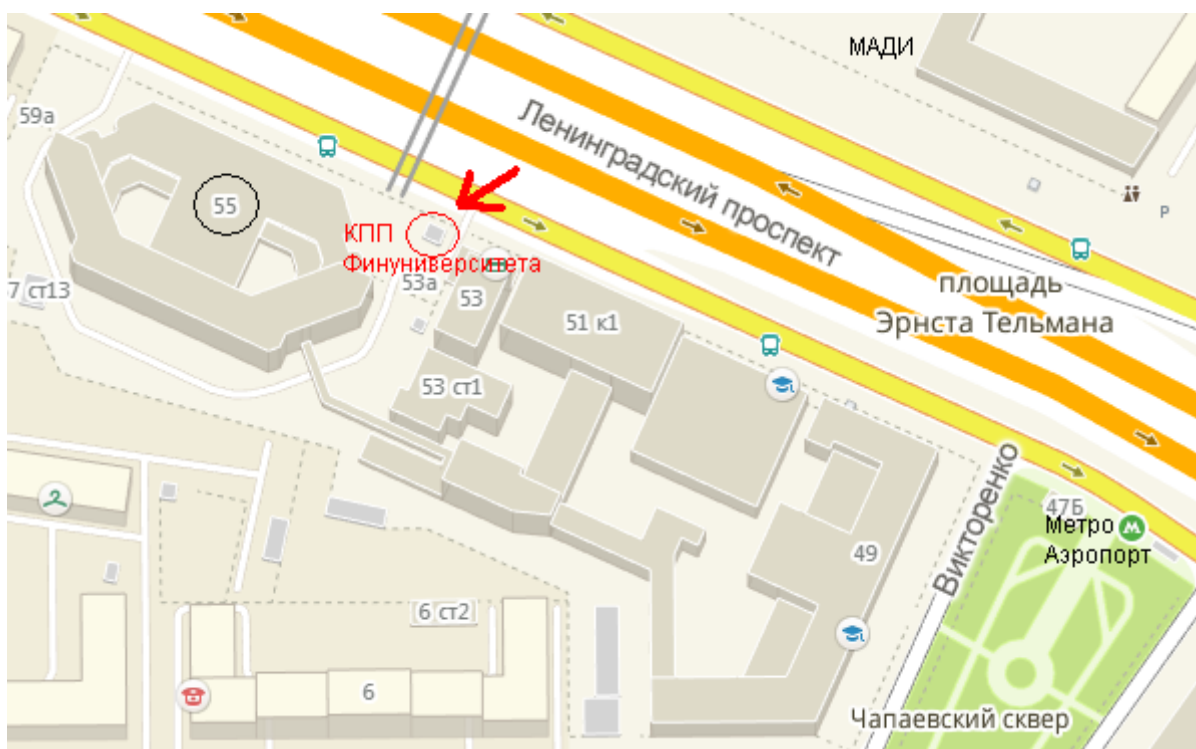 МАДИ
59а
Ленинградский проспект
Р
55
КПП
Финуниверситета
53а
53
7 ст13
51 к1
площадь
Эрнста Тельмана
53 ст1
Викторенко
47Б
Метро
Аэропорт
49
6 ст2
6
Чапаевский сквер